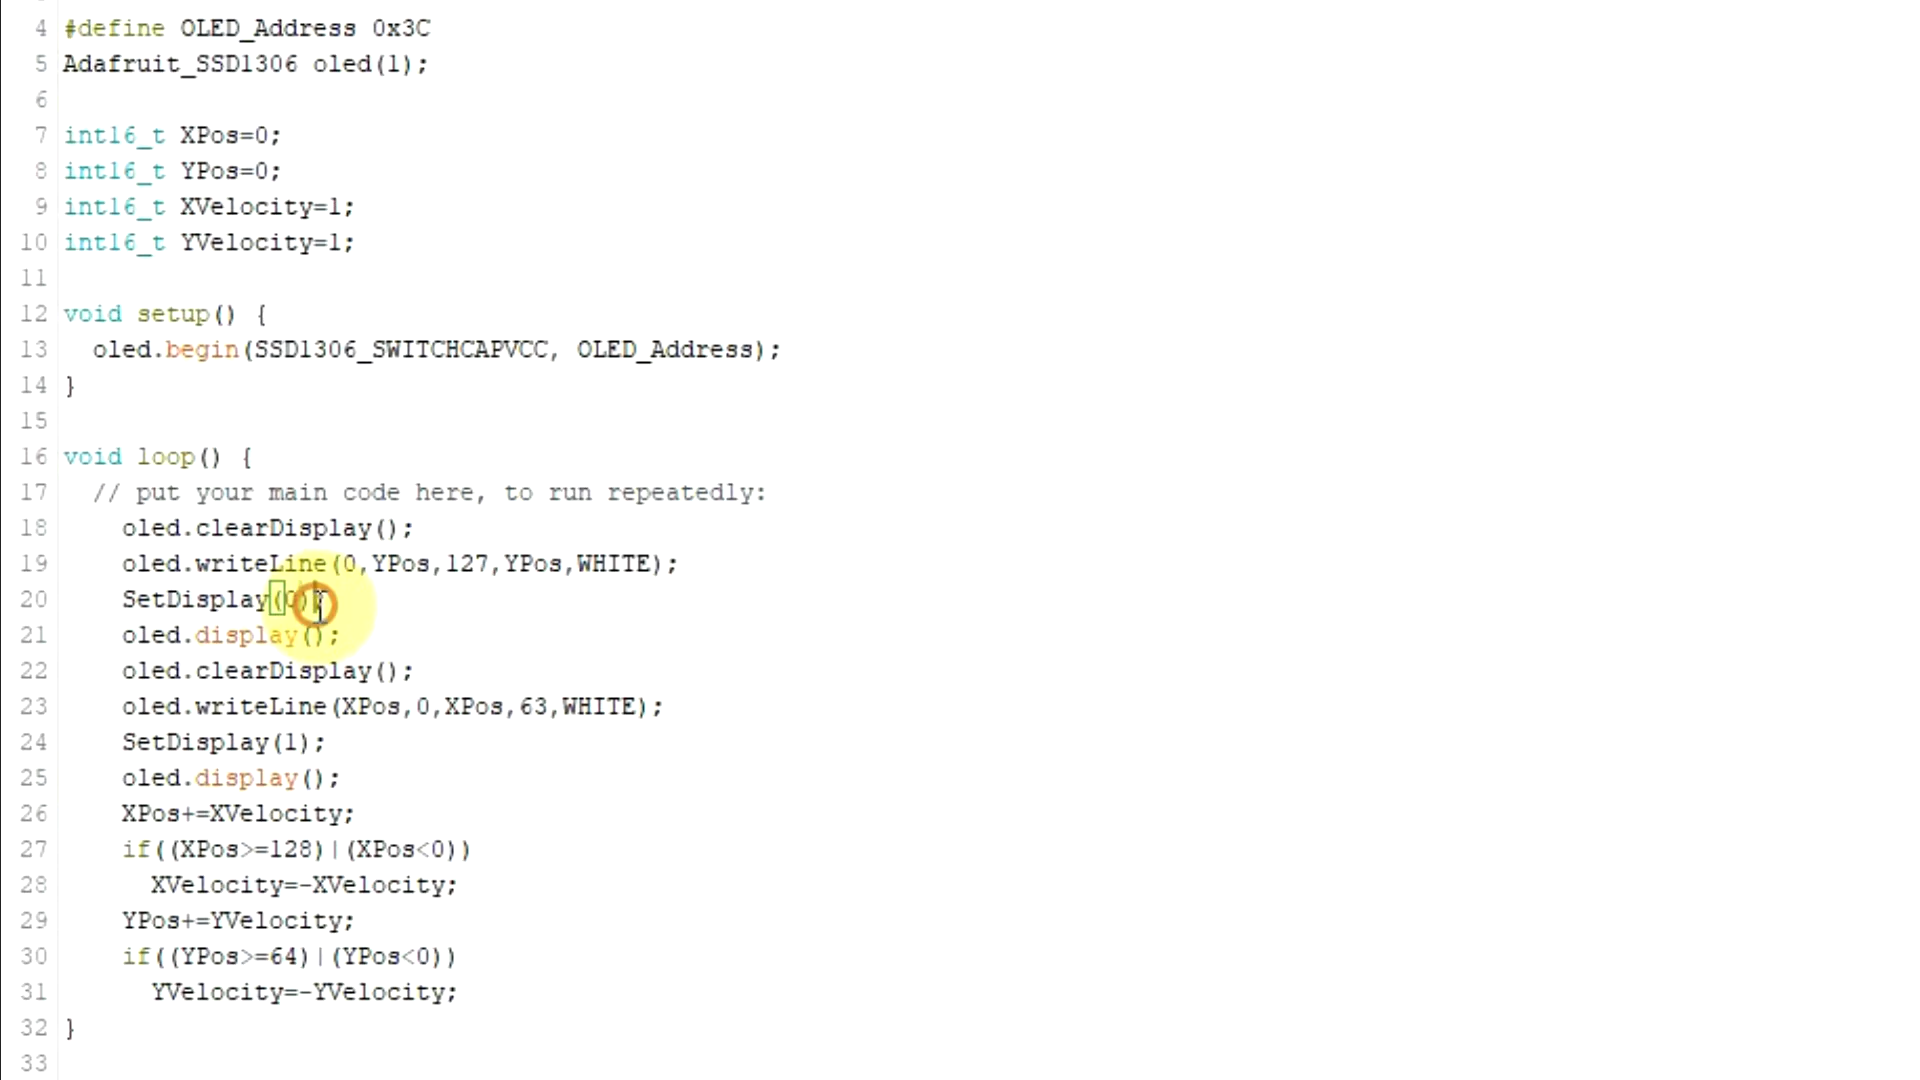 4 #define OLED_Address 0x3C
5 Adafruit_SSD1306 oled(1);
6
7 int16_t XPos=0;
8 int16_t YPos=0;
9 int16_t XVelocity=1;
10 int16_t YVelocity=1;
11
12 void setup() {
13 oled.begin(SSD1306_SWITCHCAPVCC, OLED_Address);
14 }
15
16 void loop() {
17 // put your main code here, to run repeatedly:
18 oled.clearDisplay();
19 oled.writeLine(0,YPos,127,YPos,WHITE);
20 SetDisplay(0);
21 oled.display();
22 oled.clearDisplay();
23 oled.writeLine(XPos,0,XPos,63,WHITE);
24 SetDisplay(1);
25 oled.display();
26 XPos+=XVelocity;
27 if((XPos>=128)|(XPos<0))
28 XVelocity=-XVelocity;
29 YPos+=YVelocity;
30 if((YPos>=64)|(YPos<0))
31 YVelocity=-YVelocity;
32 }
33